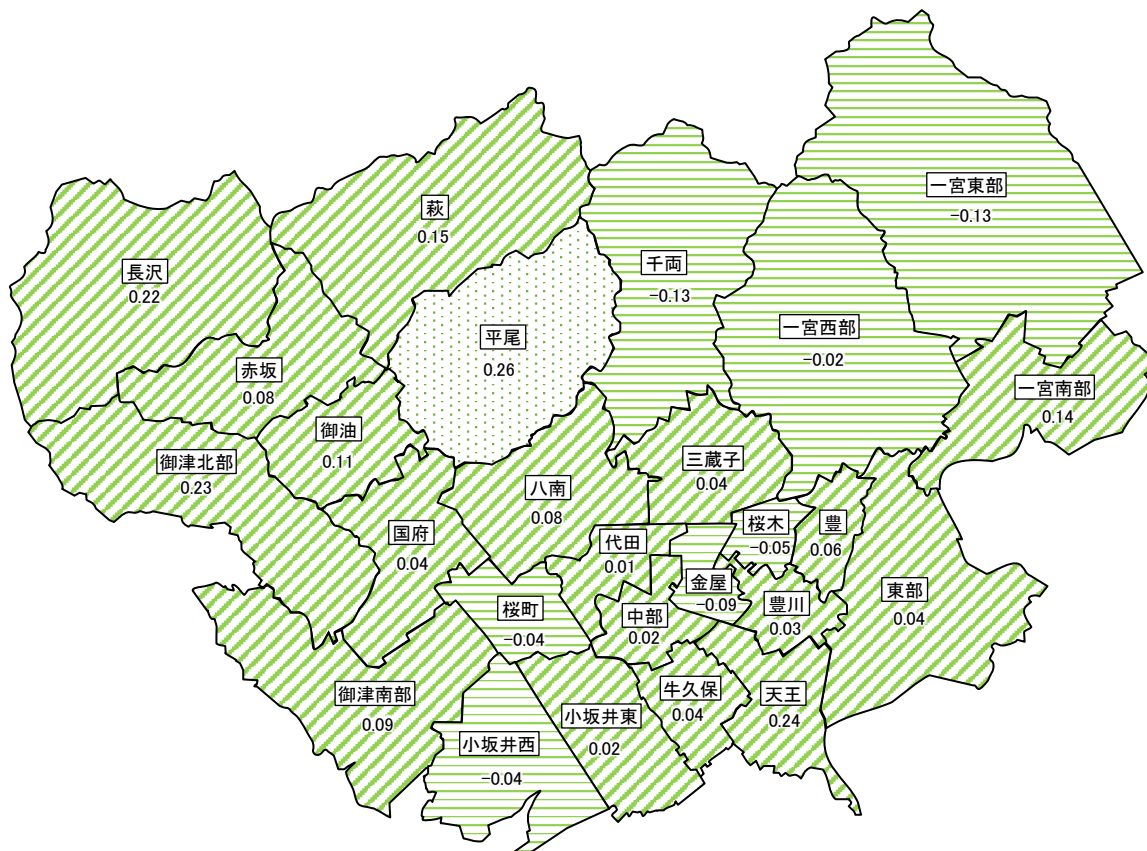 一宮東部
-0.13
萩
0.15
千両
-0.13
長沢
0.22
一宮西部
-0.02
平尾
0.26
赤坂
0.08
一宮南部
0.14
御油
0.11
御津北部
0.23
三蔵子
0.04
八南
0.08
国府
0.04
代田
0.01
桜木
-0.05
豊
0.06
金屋
-0.09
東部
0.04
豊川
0.03
桜町
-0.04
中部
0.02
御津南部
0.09
牛久保
0.04
天王
0.24
小坂井東
0.02
小坂井西
-0.04